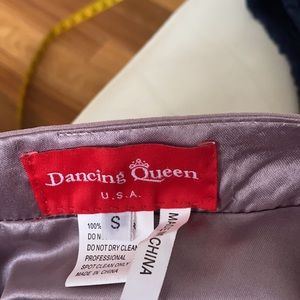 Dancing Queen
U.S.A.
100%
S
DO N
DO NOT DRY CLEAN
PROFESSIONAL
SPOT CLEAN ONLY
MADE IN CHINA
CHINA